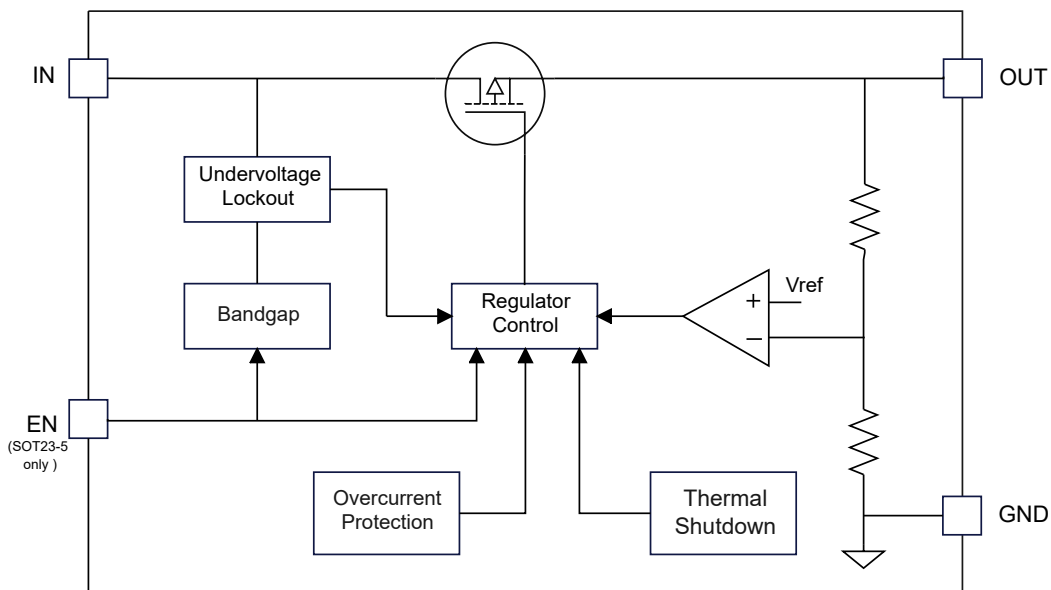 IN
OUT
Undervoltage
Lockout
Bandgap
Regulator
Control
Vref
+
−
EN
(SOT23-5
only )
Overcurrent
Protection
Thermal
Shutdown
GND